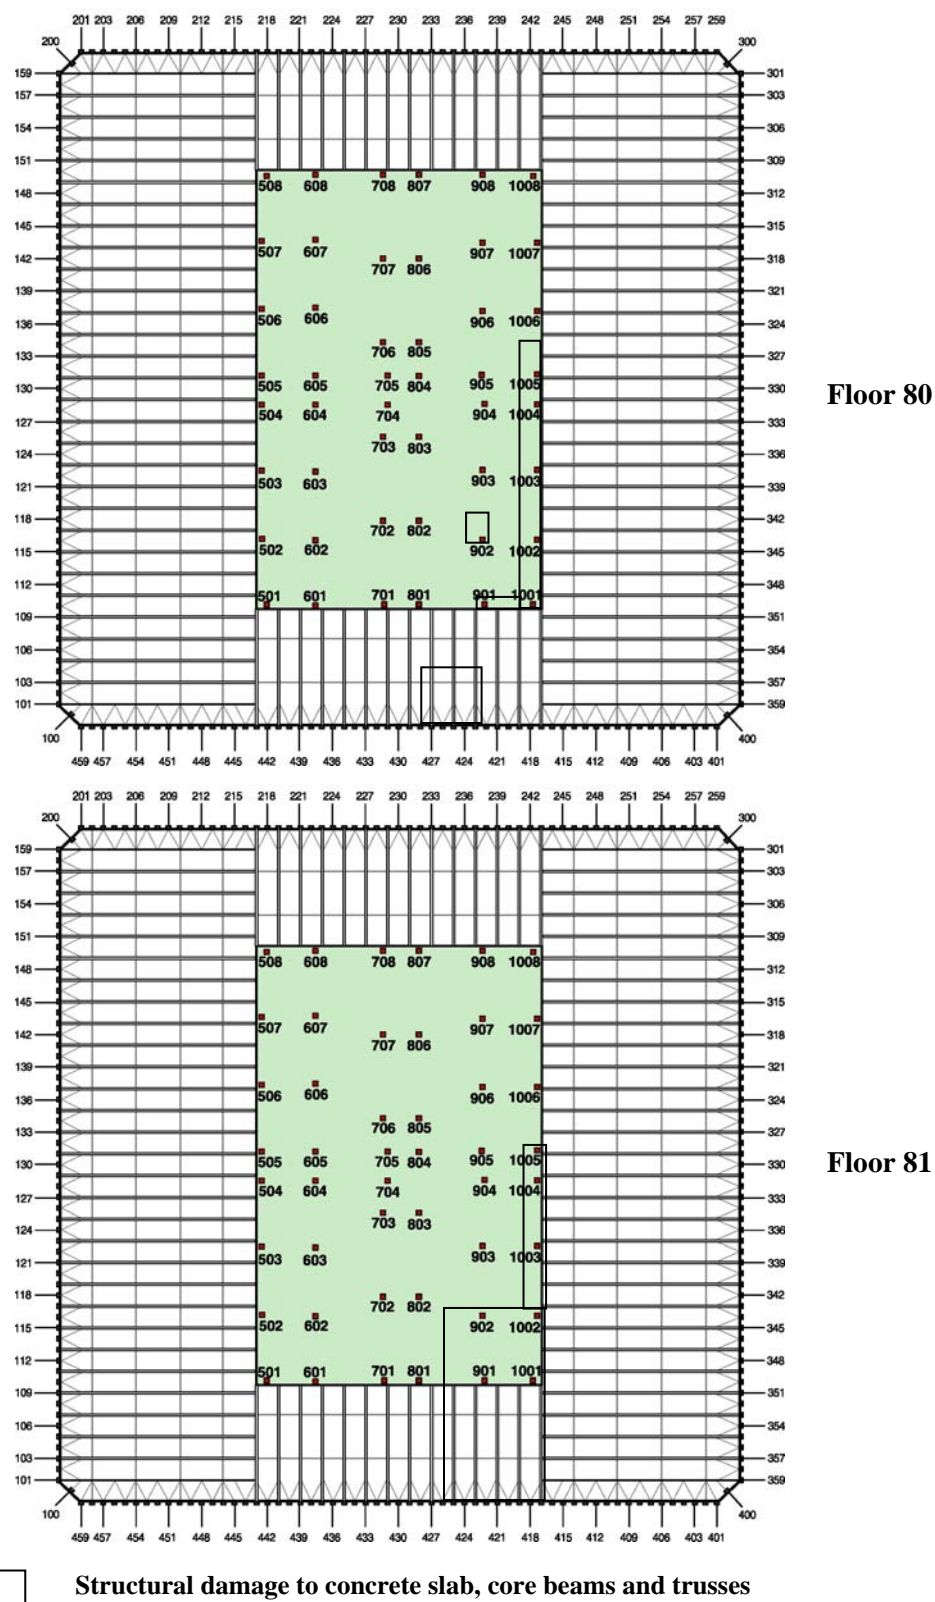 201 203 206 209 212 215 218 221 224 227 230 233 236 239 242 245 248 251 254 257 259
200 300
159 301
157 303
154 306
151 309
508 608 708 807 908 1008
148 312
145 315
507 607 907 1007
142 707 806 318
139 321
506 606 906 1006
136 324
706 805
133 327
505 605 705 804 905 1005
130 330
Floor 80
504 604 704 904 1004
127 333
703 803
124 336
503 603 903 1003
121 339
118 342
702 802
502 602 902 1002
115 345
112 348
501 601 701 801 901 1001
109 351
106 354
103 357
101 359
100 400
459 457 454 451 448 445 442 439 436 433 430 427 424 421 418 415 412 409 406 403 401
201 203 206 209 212 215 218 221 224 227 230 233 236 239 242 245 248 251 254 257 259
200 300
159 301
157 303
154 306
151 309
508 608 708 807 908 1008
148 312
145 315
507 607 907 1007
142 707 806 318
139 321
506 606 906 1006
136 324
706 805
133 327
505 605 705 804 905 1005
130 330
Floor 81
504 604 704 904 1004
127 333
703 803
124 336
503 603 903 1003
121 339
118 342
702 802
502 602 902 1002
115 345
112 348
501 601 701 801 901 1001
109 351
106 354
103 357
101 359
100 400
459 457 454 451 448 445 442 439 436 433 430 427 424 421 418 415 412 409 406 403 401
Structural damage to concrete slab, core beams and trusses